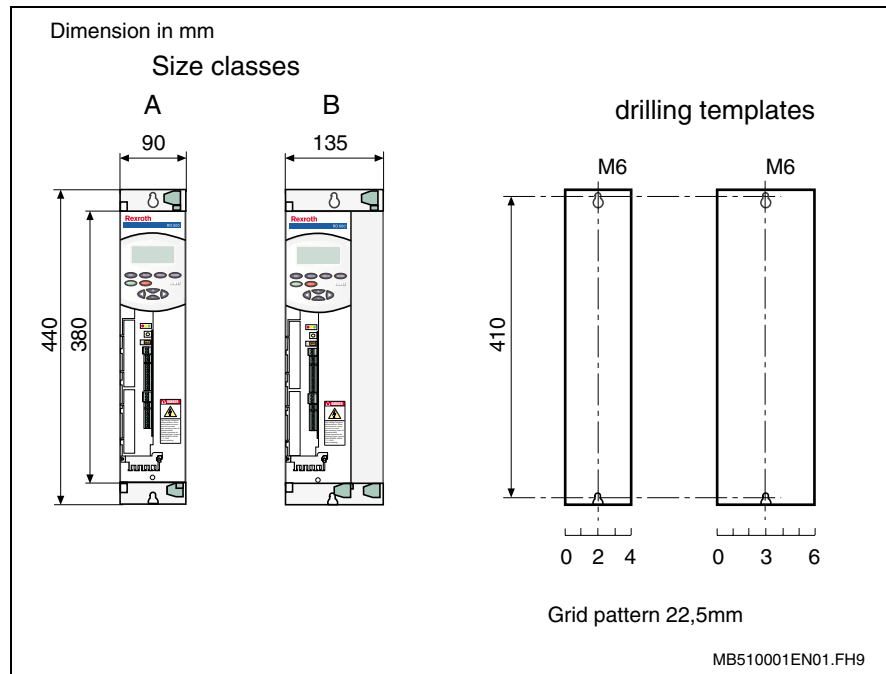 Dimension in mm
Size classes
A B
90 135
drilling templates
M6 M6
440 380 410
Rexroth Rexroth
0 2 4 0 3 6
Grid pattern 22,5mm
MB510001EN01.FH9